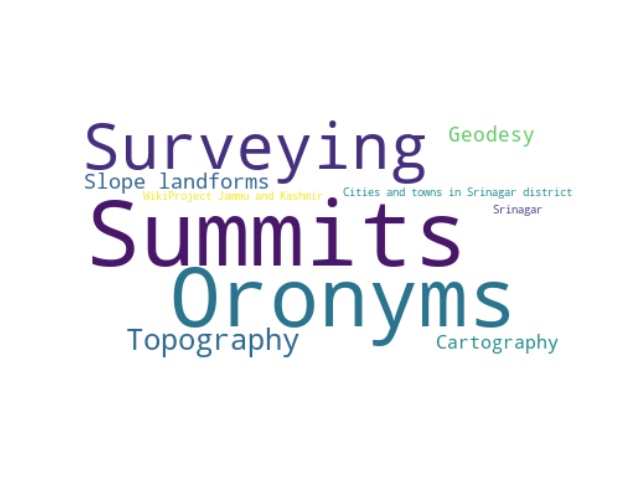 Surveying
Geodesy
Slope landforms
WikiProject Jammu and Kashmir
Cities and towns in Srinagar district
Srinagar
Summits
Oronyms
Topography
Cartography